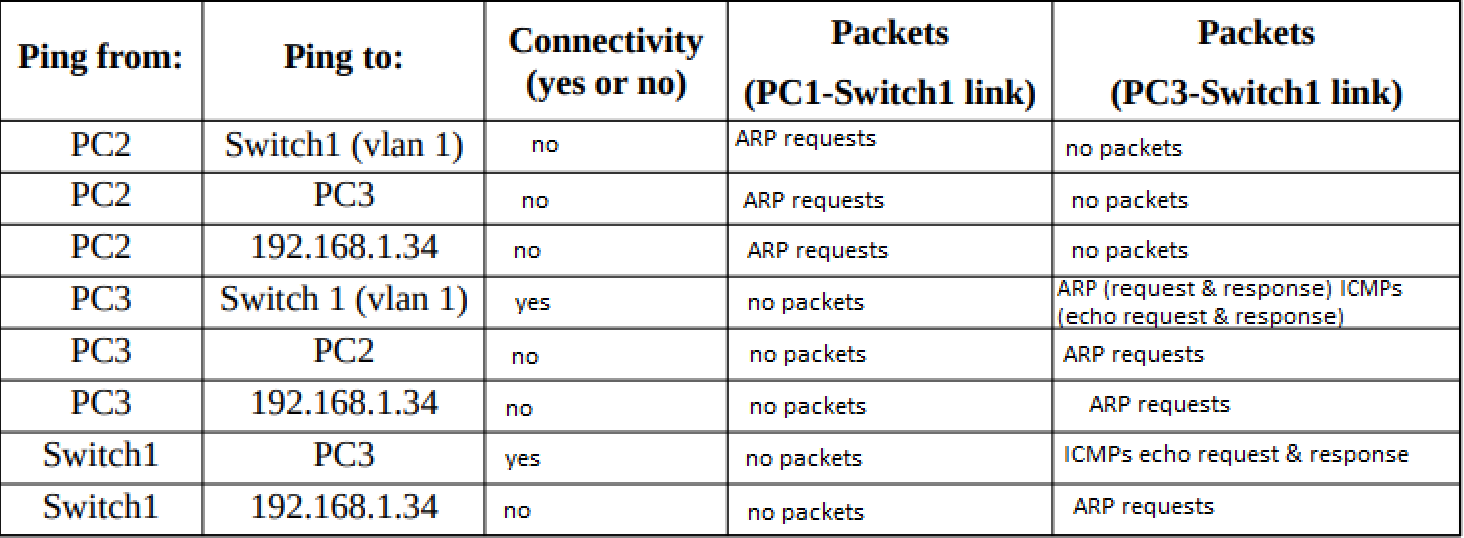 Ping from: Ping to: Connectivity (yes or no) Packets (PC1-Switch1 link) Packets (PC3-Switch1 link)
PC2 Switch1 (vlan 1) no ARP requests no packets
PC2 PC3 no ARP requests no packets
PC2 192.168.1.34 no ARP requests no packets
PC3 Switch 1 (vlan 1) yes no packets ARP (request & response) ICMPs (echo request & response)
PC3 PC2 no no packets ARP requests
PC3 192.168.1.34 no no packets ARP requests
Switch1 PC3 yes no packets ICMPs echo request & response
Switch1 192.168.1.34 no no packets ARP requests